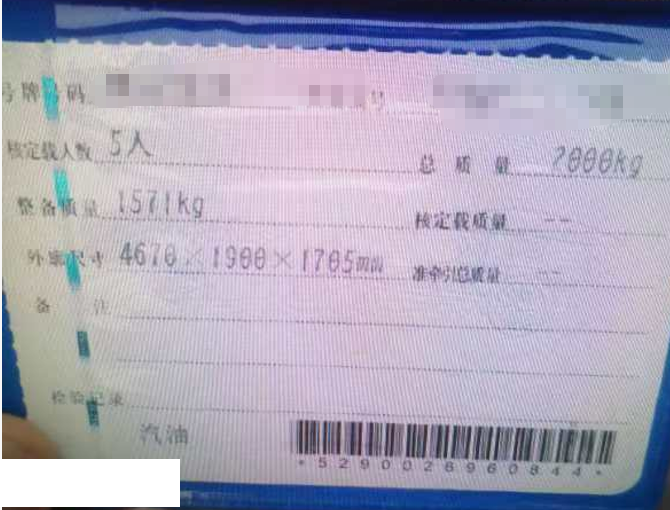 号牌号码 号
核定载人数 5人 总质量 2000kg
整备质量 1571kg 核定载质量 --
外廓尺寸 4670×1900×1705mm 准牵引总质量 --
备注
检验记录
汽油
*5290026960844*